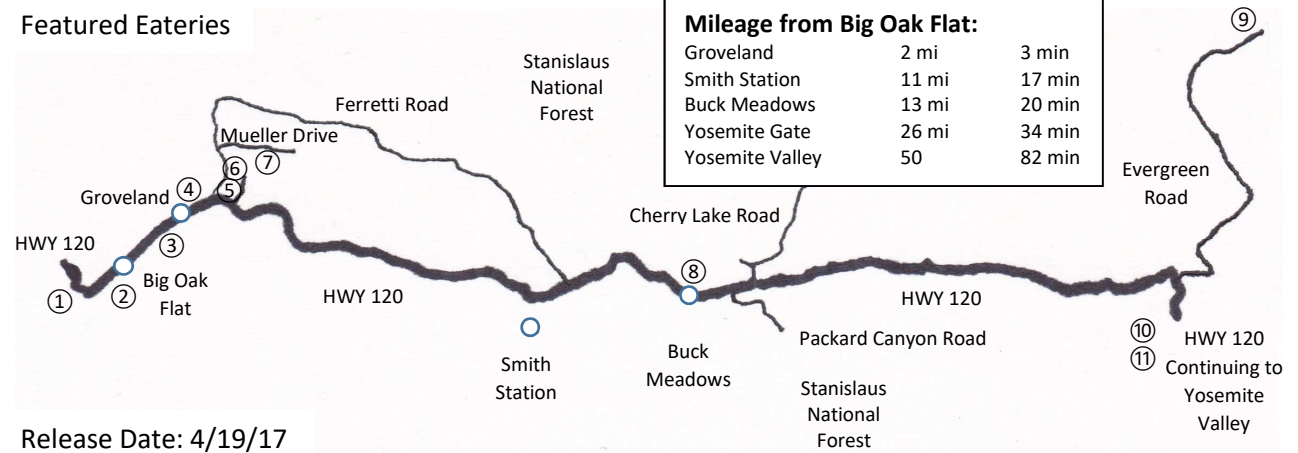 Featured Eateries
Mileage from Big Oak Flat:
Groveland 2 mi 3 min
Smith Station 11 mi 17 min
Buck Meadows 13 mi 20 min
Yosemite Gate 26 mi 34 min
Yosemite Valley 50 82 min
Stanislaus
National
Forest
9
Ferretti Road
Mueller Drive
6
7
Evergreen
Road
Groveland
4
5
Cherry Lake Road
HWY 120
3
1
2
Big Oak
Flat
HWY 120
8
HWY 120
Smith
Station
Buck
Meadows
Packard Canyon Road
10
11
HWY 120
Continuing to
Yosemite
Valley
Stanislaus
National
Forest
Release Date: 4/19/17